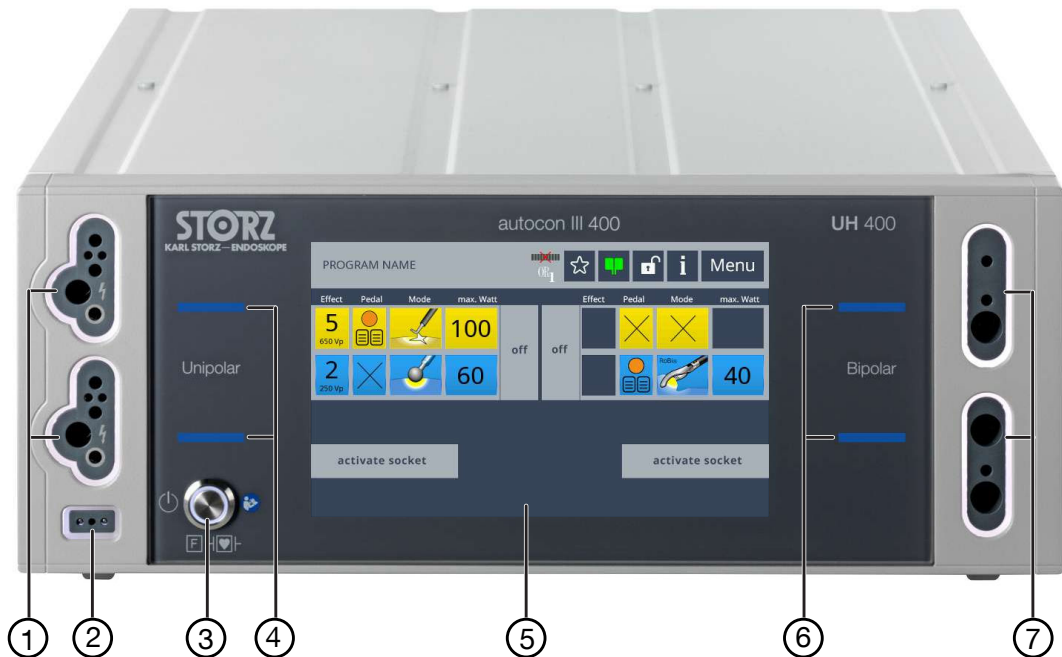 STORZ
KARL STORZ—ENDOSKOPE
autocon III 400
UH 400
PROGRAM NAME
OR1
i
Menu
Effect Pedal Mode max. Watt
Effect Pedal Mode max. Watt
5
650 Vp
100
off
off
2
250 Vp
60
RoBi®
40
Unipolar
Bipolar
activate socket
activate socket
F
1
2
3
4
5
6
7